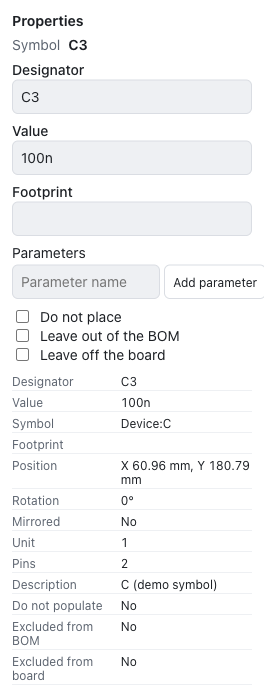 Properties
Symbol C3
Designator
C3
Value
100n
Footprint
Parameters
Parameter name Add parameter
Do not place
Leave out of the BOM
Leave off the board
Designator C3
Value 100n
Symbol Device:C
Footprint
Position X 60.96 mm, Y 180.79
mm
Rotation 0°
Mirrored No
Unit 1
Pins 2
Description C (demo symbol)
Do not populate No
Excluded from No
BOM
Excluded from No
board